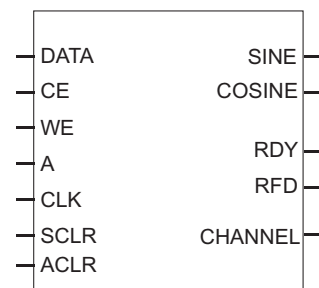 DATA
CE
WE
A
CLK
SCLR
ACLR
SINE
COSINE
RDY
RFD
CHANNEL